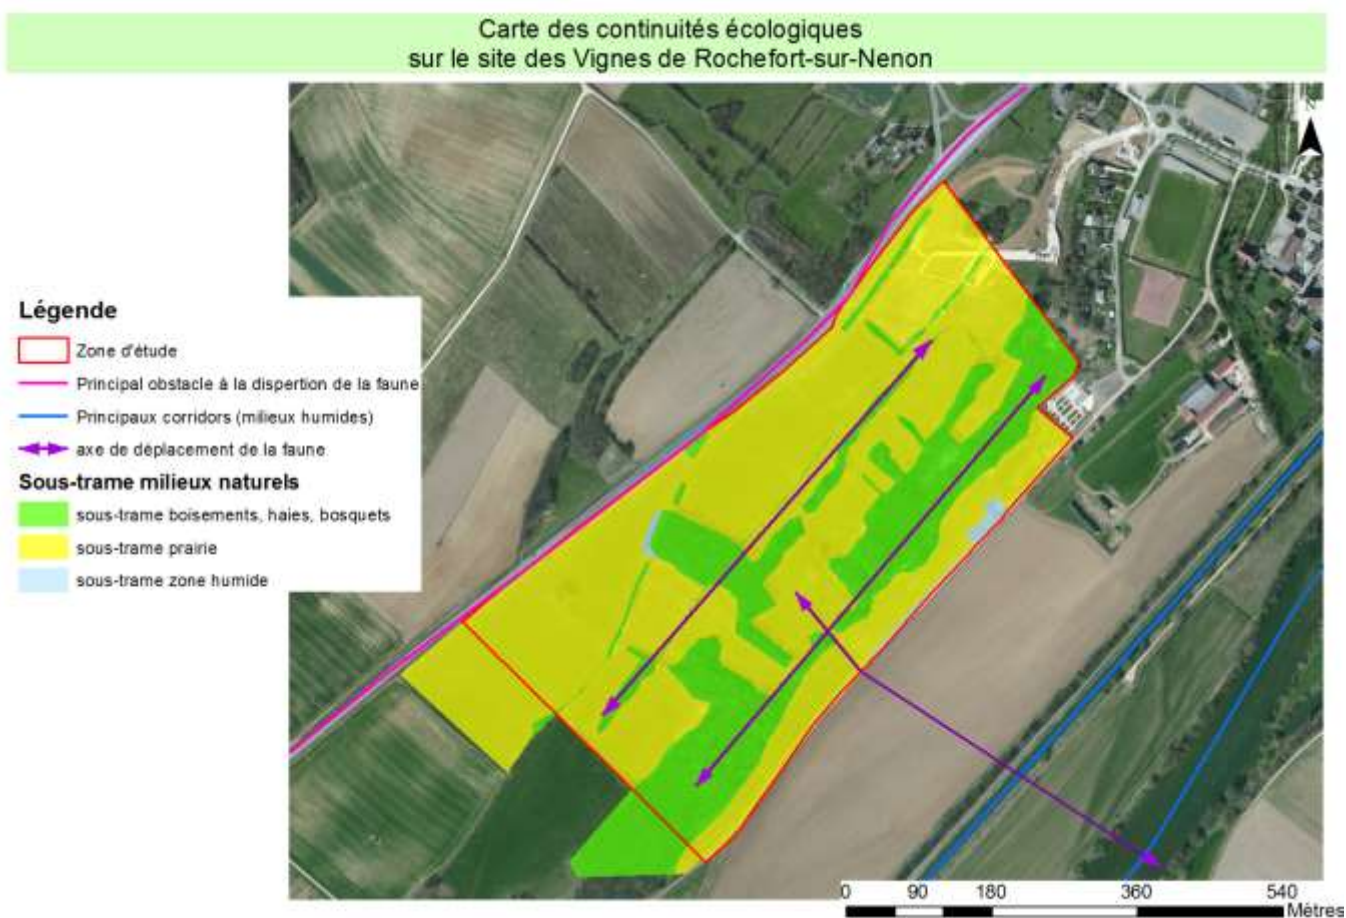 Carte des continuités écologiques
sur le site des Vignes de Rochefort-sur-Nenon
N
Légende
Zone d'étude
Principal obstacle à la dispertion de la faune
Principaux corridors (milieux humides)
axe de déplacement de la faune
Sous-trame milieux naturels
sous-trame boisements, haies, bosquets
sous-trame prairie
sous-trame zone humide
0 90 180 360 540
Mètres